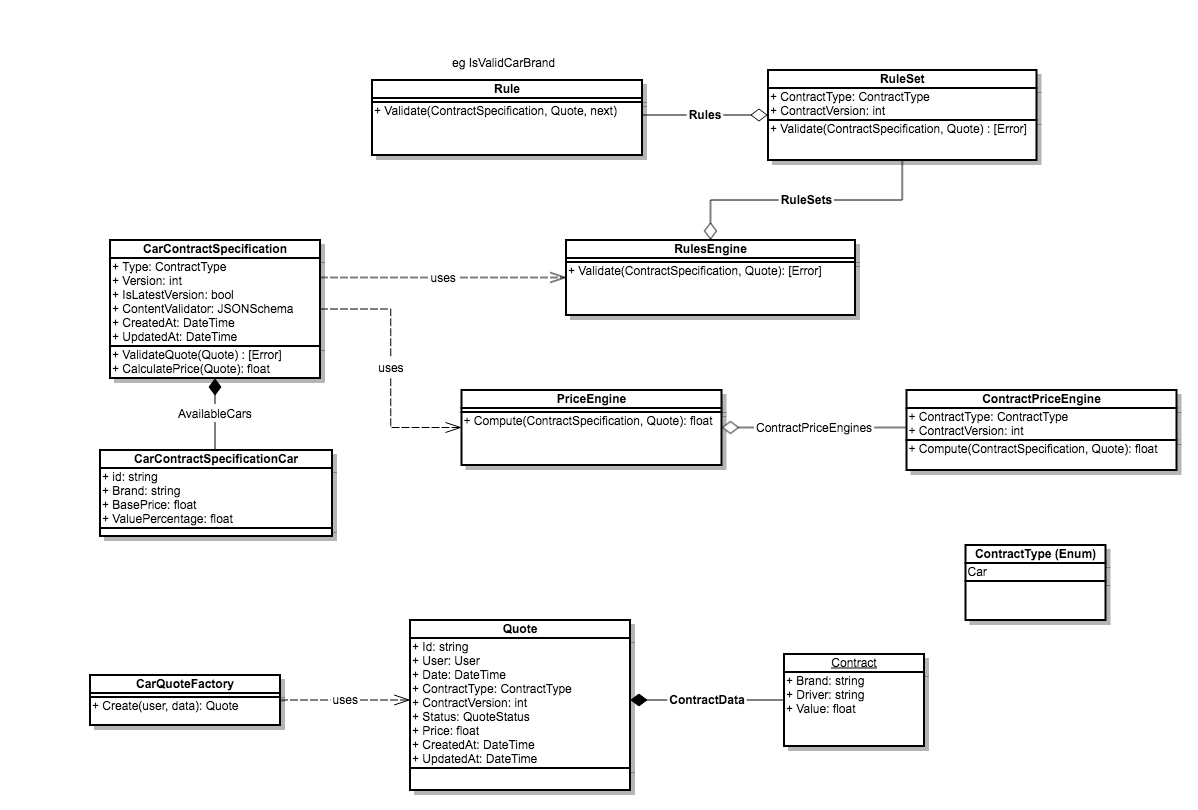 eg IsValidCarBrand
Rule
+ Validate(ContractSpecification, Quote, next)
Rules
RuleSet
+ ContractType: ContractType
+ ContractVersion: int
+ Validate(ContractSpecification, Quote) : [Error]
RuleSets
CarContractSpecification
+ Type: ContractType
+ Version: int
+ IsLatestVersion: bool
+ ContentValidator: JSONSchema
+ CreatedAt: DateTime
+ UpdatedAt: DateTime
+ ValidateQuote(Quote) : [Error]
+ CalculatePrice(Quote): float
uses
RulesEngine
+ Validate(ContractSpecification, Quote): [Error]
uses
AvailableCars
PriceEngine
+ Compute(ContractSpecification, Quote): float
ContractPriceEngines
ContractPriceEngine
+ ContractType: ContractType
+ ContractVersion: int
+ Compute(ContractSpecification, Quote): float
CarContractSpecificationCar
+ id: string
+ Brand: string
+ BasePrice: float
+ ValuePercentage: float
ContractType (Enum)
Car
CarQuoteFactory
+ Create(user, data): Quote
uses
Quote
+ Id: string
+ User: User
+ Date: DateTime
+ ContractType: ContractType
+ ContractVersion: int
+ Status: QuoteStatus
+ Price: float
+ CreatedAt: DateTime
+ UpdatedAt: DateTime
ContractData
Contract
+ Brand: string
+ Driver: string
+ Value: float